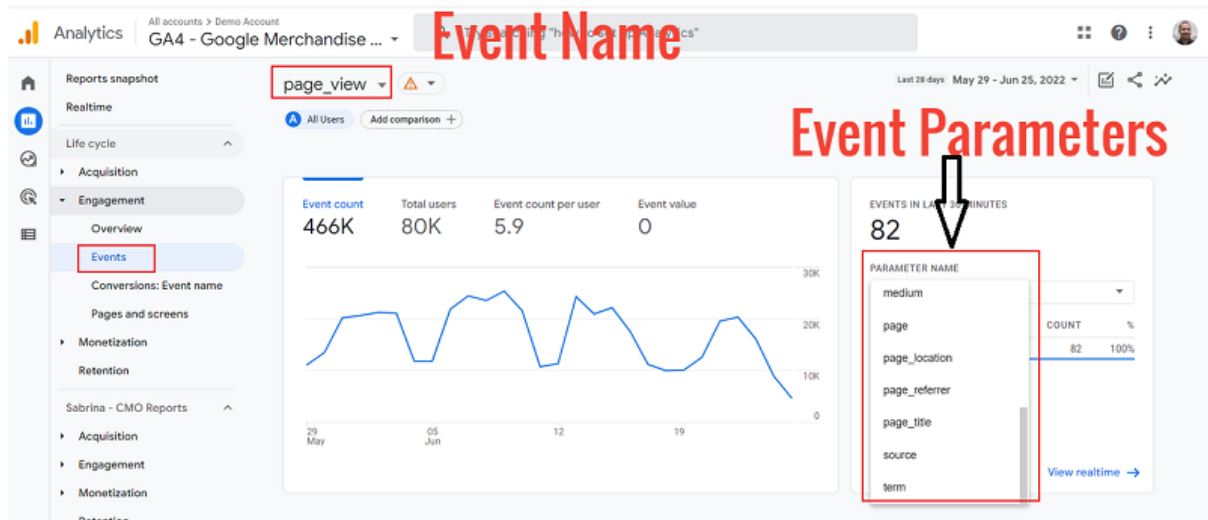 All accounts > Demo Account
Analytics
GA4 - Google Merchandise ...
Event Name
Reports snapshot
Realtime
Life cycle
Acquisition
Engagement
Overview
Events
Conversions: Event name
Pages and screens
Monetization
Retention
Sabrina - CMO Reports
Acquisition
Engagement
Monetization
Retention
page_view
Last 28 days May 29 - Jun 25, 2022
A All Users
Add comparison +
Event Parameters
Event count
466K
Total users
80K
Event count per user
5.9
Event value
0
30K
20K
10K
0
29 May
05 Jun
12
19
EVENTS IN LAST 30 MINUTES
82
PARAMETER NAME
medium
page
page_location
page_referrer
page_title
source
term
COUNT %
82 100%
View realtime →